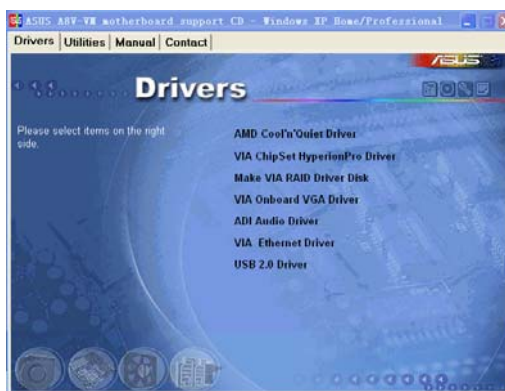 ASUS A8V-VM motherboard support CD - Windows XP Home/Professional
Drivers Utilities Manual Contact
ASUS
Drivers
Please select items on the right
side.
AMD Cool'n'Quiet Driver
VIA ChipSet HyperionPro Driver
Make VIA RAID Driver Disk
VIA Onboard VGA Driver
ADI Audio Driver
VIA Ethernet Driver
USB 2.0 Driver